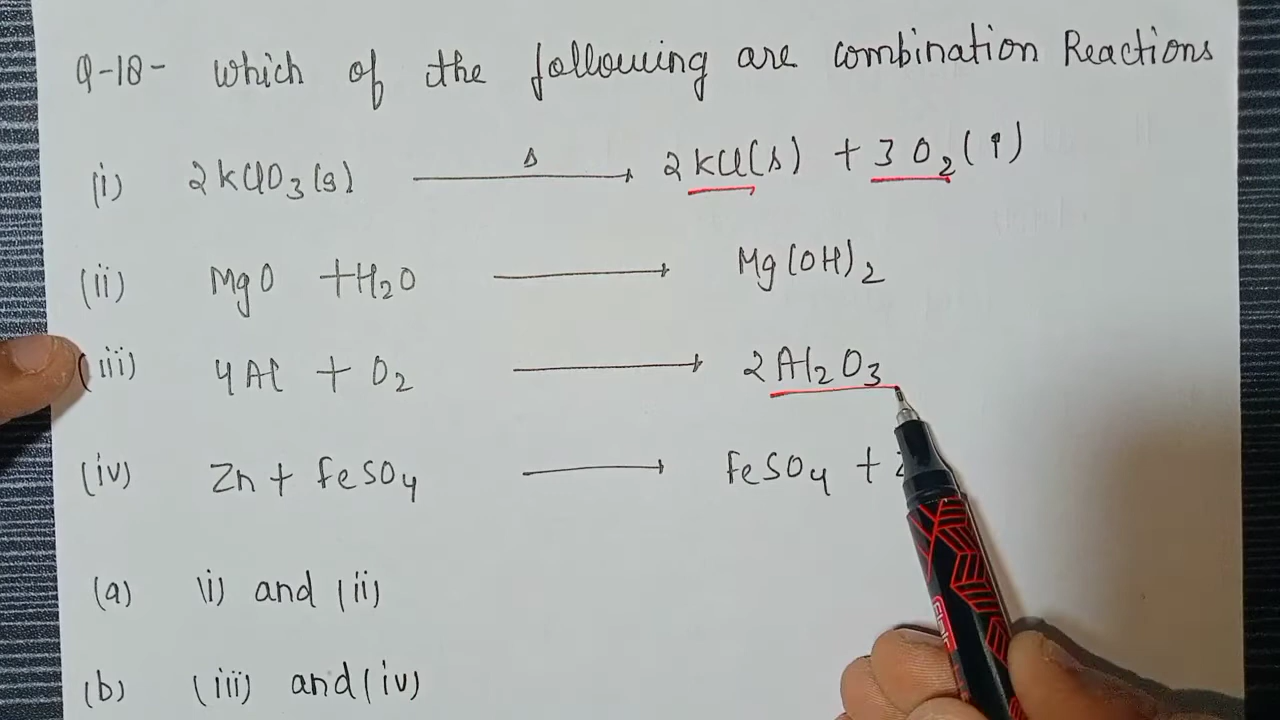 Q-18- which of the following are combination Reactions
(i) 2KClO3(s) Δ→ 2KCl(s) + 3O2(g)
(ii) MgO + H2O → Mg(OH)2
(iii) 4Al + O2 → 2Al2O3
(iv) Zn + FeSO4 → FeSO4 +
(a) (i) and (ii)
(b) (iii) and (iv)